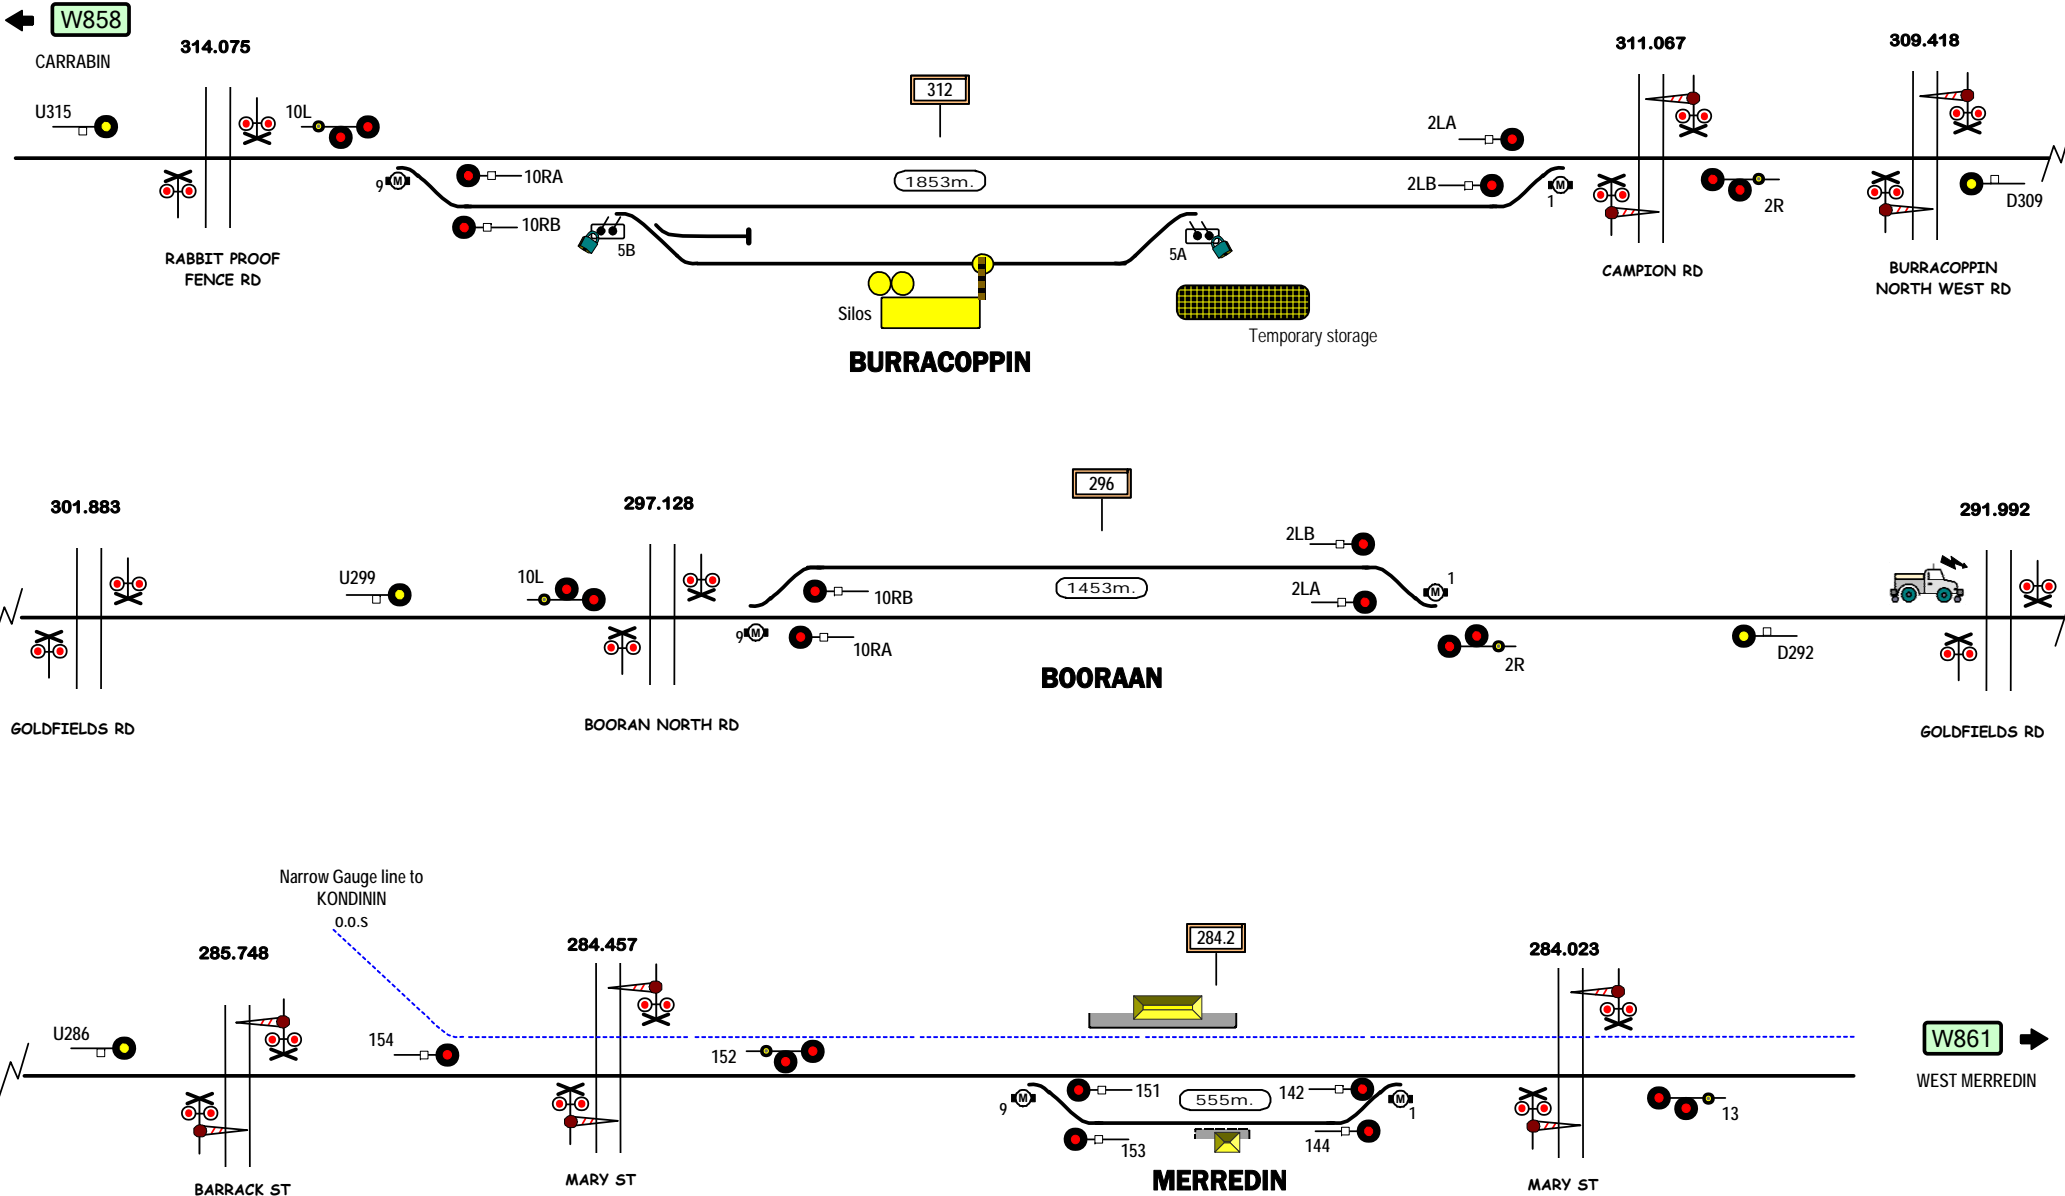 W858
CARRABIN
314.075
312
311.067
309.418
U315
10L
2LA
9 M
10RA
1853m.
2LB
M
1
2R
D309
10RB
5B
5A
RABBIT PROOF
FENCE RD
CAMPION RD
BURRACOPPIN
NORTH WEST RD
Silos
Temporary storage
BURRACOPPIN
301.883
297.128
296
291.992
2LB
U299
10L
10RB
1453m.
2LA
M
1
9 M
10RA
2R
D292
BOORAAN
GOLDFIELDS RD
BOORAN NORTH RD
GOLDFIELDS RD
Narrow Gauge line to
KONDININ
O.O.S
285.748
284.457
284.2
284.023
U286
154
152
W861
WEST MERREDIN
9 M
151
555m.
142
M 1
13
153
144
MERREDIN
BARRACK ST
MARY ST
MARY ST